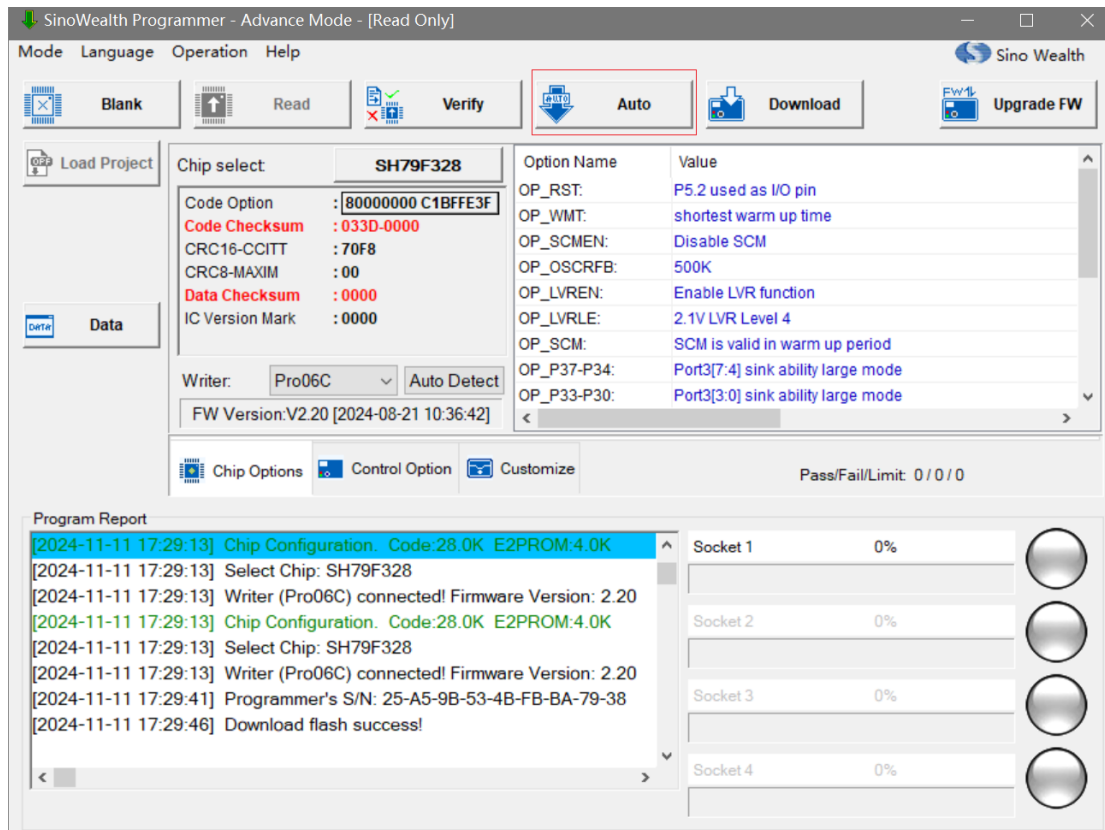 SinoWealth Programmer - Advance Mode - [Read Only]
Mode Language Operation Help
Sino Wealth
Blank
Read
Verify
AUTO
Auto
Download
FW
Upgrade FW
OFF
Load Project
Chip select:
SH79F328
Code Option : 80000000 C1BFFE3F
Code Checksum : 033D-0000
CRC16-CCITT : 70F8
CRC8-MAXIM : 00
Data Checksum : 0000
IC Version Mark : 0000
DATA
Data
Writer: Pro06C Auto Detect
FW Version:V2.20 [2024-08-21 10:36:42]
Option Name Value
OP_RST: P5.2 used as I/O pin
OP_WMT: shortest warm up time
OP_SCMEN: Disable SCM
OP_OSCRFB: 500K
OP_LVREN: Enable LVR function
OP_LVRLE: 2.1V LVR Level 4
OP_SCM: SCM is valid in warm up period
OP_P37-P34: Port3[7:4] sink ability large mode
OP_P33-P30: Port3[3:0] sink ability large mode
Chip Options Control Option Customize
Pass/Fail/Limit: 0 / 0 / 0
Program Report
[2024-11-11 17:29:13] Chip Configuration. Code:28.0K E2PROM:4.0K
[2024-11-11 17:29:13] Select Chip: SH79F328
[2024-11-11 17:29:13] Writer (Pro06C) connected! Firmware Version: 2.20
[2024-11-11 17:29:13] Chip Configuration. Code:28.0K E2PROM:4.0K
[2024-11-11 17:29:13] Select Chip: SH79F328
[2024-11-11 17:29:13] Writer (Pro06C) connected! Firmware Version: 2.20
[2024-11-11 17:29:41] Programmer's S/N: 25-A5-9B-53-4B-FB-BA-79-38
[2024-11-11 17:29:46] Download flash success!
Socket 1 0%
Socket 2 0%
Socket 3 0%
Socket 4 0%